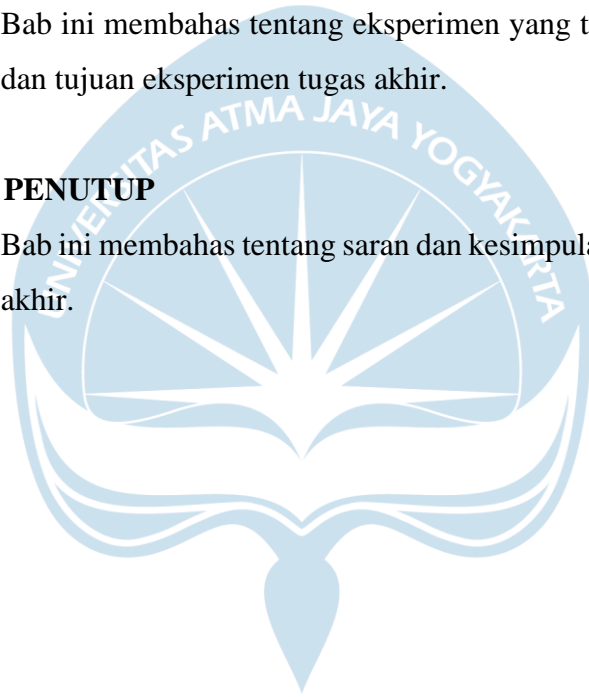 Bab ini membahas tentang eksperimen yang t
dan tujuan eksperimen tugas akhir.
UNIVERSITAS ATMA JAYA YOGYAKARTA
PENUTUP
Bab ini membahas tentang saran dan kesimpula
akhir.